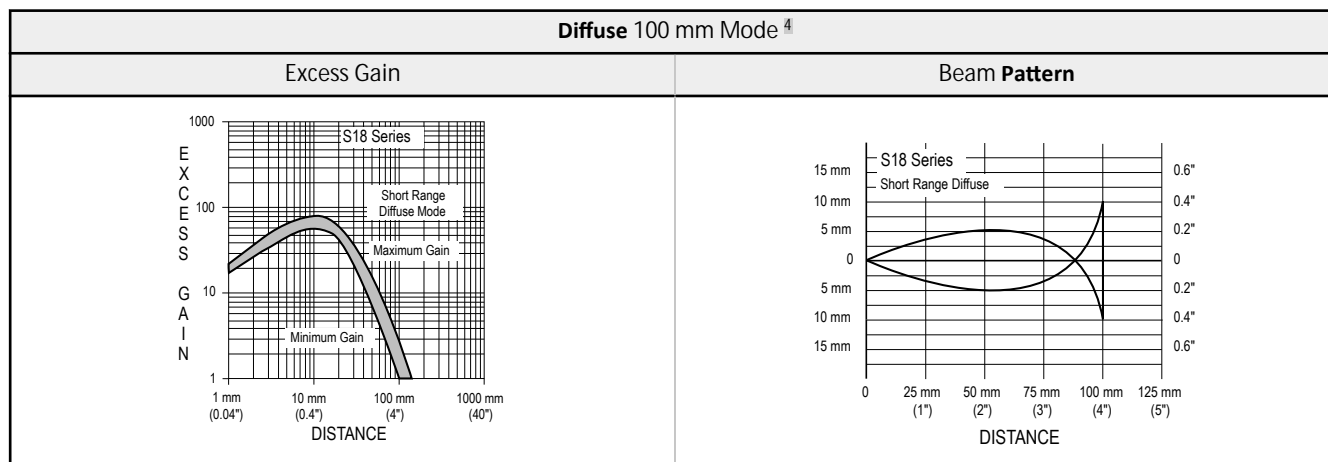 Diffuse 100 mm Mode 4
Excess Gain
Beam Pattern
EXCESS GAIN
1000
100
10
1
S18 Series
Short Range
Diffuse Mode
Maximum Gain
Minimum Gain
1 mm 10 mm 100 mm 1000 mm
(0.04") (0.4") (4") (40")
DISTANCE
S18 Series
Short Range Diffuse
15 mm 0.6"
10 mm 0.4"
5 mm 0.2"
0 0
5 mm 0.2"
10 mm 0.4"
15 mm 0.6"
0 25 mm 50 mm 75 mm 100 mm 125 mm
(1") (2") (3") (4") (5")
DISTANCE